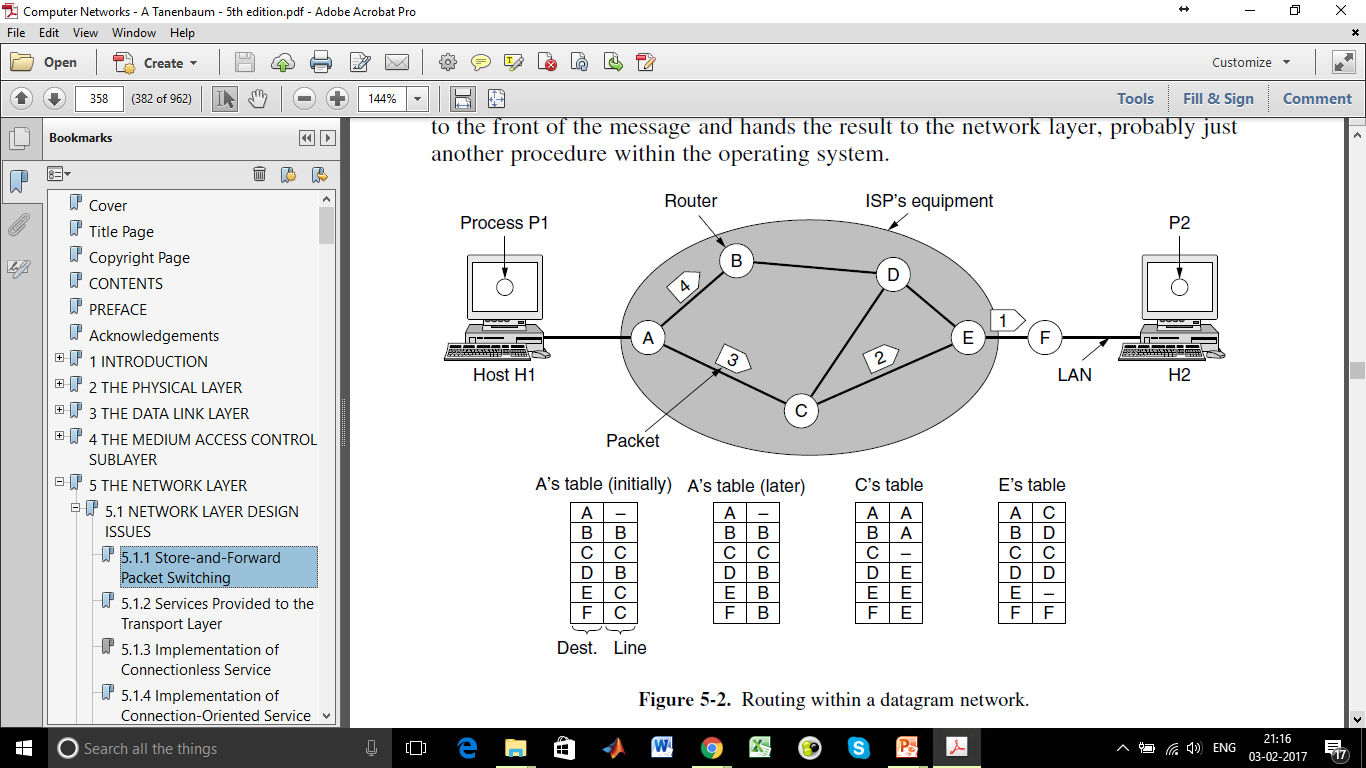 Computer Networks - A Tanenbaum - 5th edition.pdf - Adobe Acrobat Pro
File Edit View Window Help
Open Create Customize
358 (382 of 962) 144% Tools Fill & Sign Comment
Bookmarks
Cover
Title Page
Copyright Page
CONTENTS
PREFACE
Acknowledgements
1 INTRODUCTION
2 THE PHYSICAL LAYER
3 THE DATA LINK LAYER
4 THE MEDIUM ACCESS CONTROL
SUBLAYER
5 THE NETWORK LAYER
5.1 NETWORK LAYER DESIGN
ISSUES
5.1.1 Store-and-Forward
Packet Switching
5.1.2 Services Provided to the
Transport Layer
5.1.3 Implementation of
Connectionless Service
5.1.4 Implementation of
Connection-Oriented Service
to the front of the message and hands the result to the network layer, probably just
another procedure within the operating system.
Router ISP's equipment
Process P1 P2
B
D
4
1
A E F
3 2
Host H1 LAN H2
C
Packet
A's table (initially) A's table (later) C's table E's table
A – A – A A A C
B B B B B A B D
C C C C C – C C
D B D B D E D D
E C E B E E E –
F C F B F E F F
Dest. Line
Figure 5-2. Routing within a datagram network.
Search all the things
ENG 21:16
03-02-2017
17